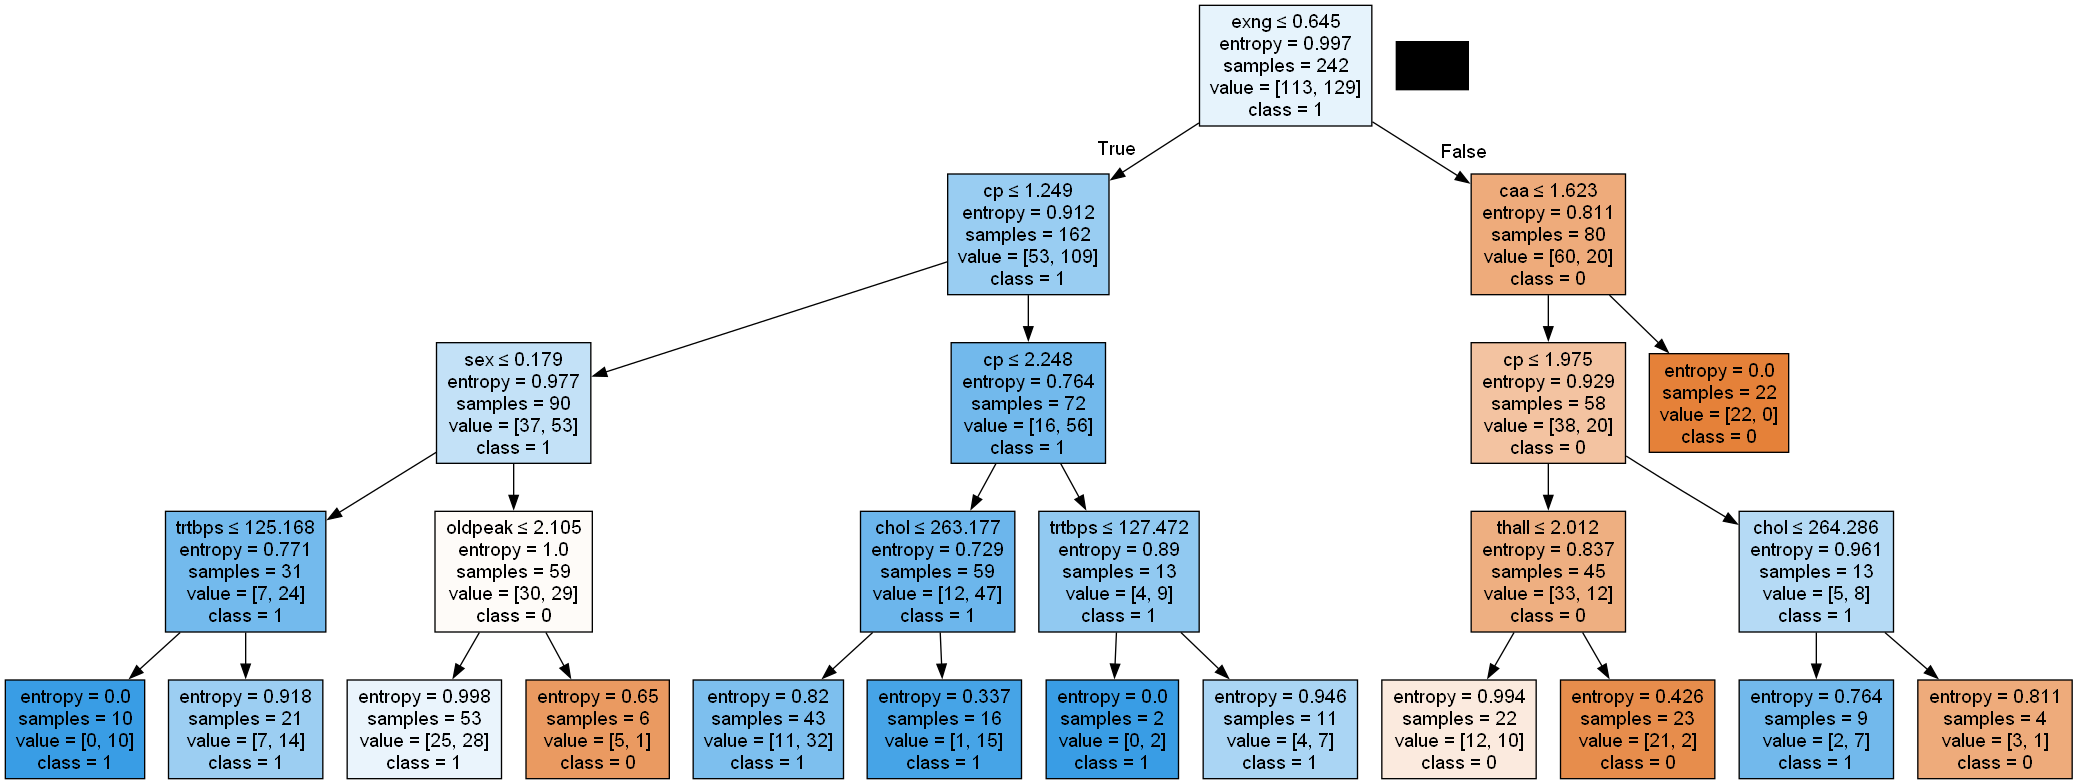 exng ≤ 0.645
entropy = 0.997
samples = 242
value = [113, 129]
class = 1
True
False
cp ≤ 1.249
entropy = 0.912
samples = 162
value = [53, 109]
class = 1
caa ≤ 1.623
entropy = 0.811
samples = 80
value = [60, 20]
class = 0
sex ≤ 0.179
entropy = 0.977
samples = 90
value = [37, 53]
class = 1
cp ≤ 2.248
entropy = 0.764
samples = 72
value = [16, 56]
class = 1
cp ≤ 1.975
entropy = 0.929
samples = 58
value = [38, 20]
class = 0
entropy = 0.0
samples = 22
value = [22, 0]
class = 0
trtbps ≤ 125.168
entropy = 0.771
samples = 31
value = [7, 24]
class = 1
oldpeak ≤ 2.105
entropy = 1.0
samples = 59
value = [30, 29]
class = 0
chol ≤ 263.177
entropy = 0.729
samples = 59
value = [12, 47]
class = 1
trtbps ≤ 127.472
entropy = 0.89
samples = 13
value = [4, 9]
class = 1
thall ≤ 2.012
entropy = 0.837
samples = 45
value = [33, 12]
class = 0
chol ≤ 264.286
entropy = 0.961
samples = 13
value = [5, 8]
class = 1
entropy = 0.0
samples = 10
value = [0, 10]
class = 1
entropy = 0.918
samples = 21
value = [7, 14]
class = 1
entropy = 0.998
samples = 53
value = [25, 28]
class = 1
entropy = 0.65
samples = 6
value = [5, 1]
class = 0
entropy = 0.82
samples = 43
value = [11, 32]
class = 1
entropy = 0.337
samples = 16
value = [1, 15]
class = 1
entropy = 0.0
samples = 2
value = [0, 2]
class = 1
entropy = 0.946
samples = 11
value = [4, 7]
class = 1
entropy = 0.994
samples = 22
value = [12, 10]
class = 0
entropy = 0.426
samples = 23
value = [21, 2]
class = 0
entropy = 0.764
samples = 9
value = [2, 7]
class = 1
entropy = 0.811
samples = 4
value = [3, 1]
class = 0